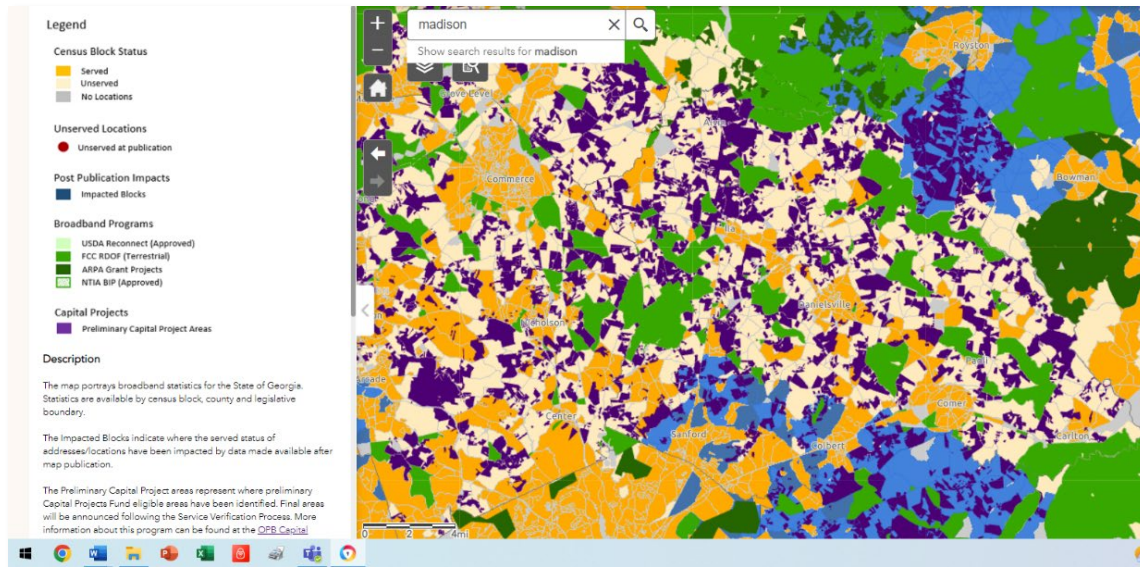 Legend
Census Block Status
Served
Unserved
No Locations
Unserved Locations
Unserved at publication
Post Publication Impacts
Impacted Blocks
Broadband Programs
USDA Reconnect (Approved)
FCC RDOF (Terrestrial)
ARPA Grant Projects
NTIA BIP (Approved)
Capital Projects
Preliminary Capital Project Areas
Description
The map portrays broadband statistics for the State of Georgia.
Statistics are available by census block, county and legislative
boundary.
The Impacted Blocks indicate where the served status of
addresses/locations have been impacted by data made available after
map publication.
The Preliminary Capital Project areas represent where preliminary
Capital Projects Fund eligible areas have been identified. Final areas
will be announced following the Service Verification Process. More
information about this program can be found at the OPB Capital
madison
Show search results for madison
Royston
Grove Level
Commerce
Bowman
Ila
Danielsville
Nicholson
Comer
Center
Sanford
Colbert
Carlton
0 2 4mi